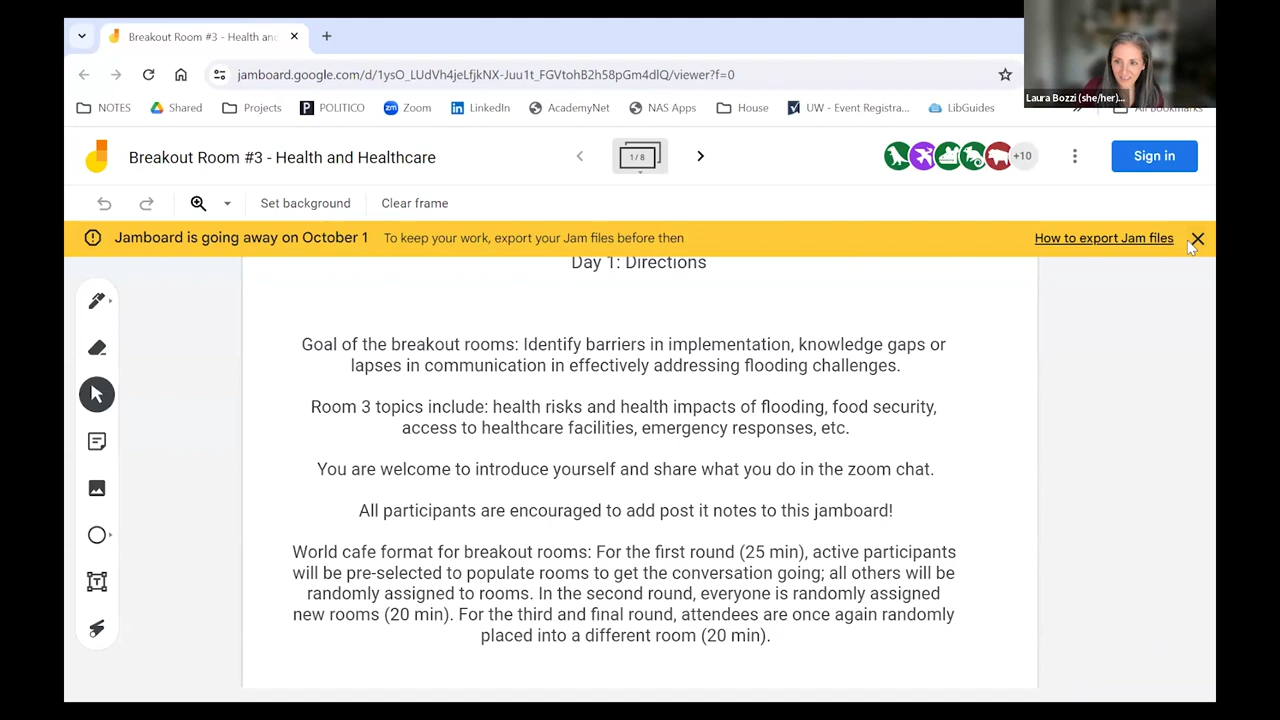 Breakout Room #3 - Health anc
jamboard.google.com/d/1ysO_LUdVh4jeLfjkNX-Juu1t_FGVtohB2h58pGm4dlQ/viewer?f=0
NOTES Shared Projects POLITICO Zoom LinkedIn AcademyNet NAS Apps House UW - Event Registra... LibGuides All Bookmarks
Laura Bozzi (she/her)...
Breakout Room #3 - Health and Healthcare
1/8
+10
Sign in
Set background Clear frame
Jamboard is going away on October 1 To keep your work, export your Jam files before then How to export Jam files
Day 1: Directions
Goal of the breakout rooms: Identify barriers in implementation, knowledge gaps or
lapses in communication in effectively addressing flooding challenges.
Room 3 topics include: health risks and health impacts of flooding, food security,
access to healthcare facilities, emergency responses, etc.
You are welcome to introduce yourself and share what you do in the zoom chat.
All participants are encouraged to add post it notes to this jamboard!
World cafe format for breakout rooms: For the first round (25 min), active participants
will be pre-selected to populate rooms to get the conversation going; all others will be
randomly assigned to rooms. In the second round, everyone is randomly assigned
new rooms (20 min). For the third and final round, attendees are once again randomly
placed into a different room (20 min).